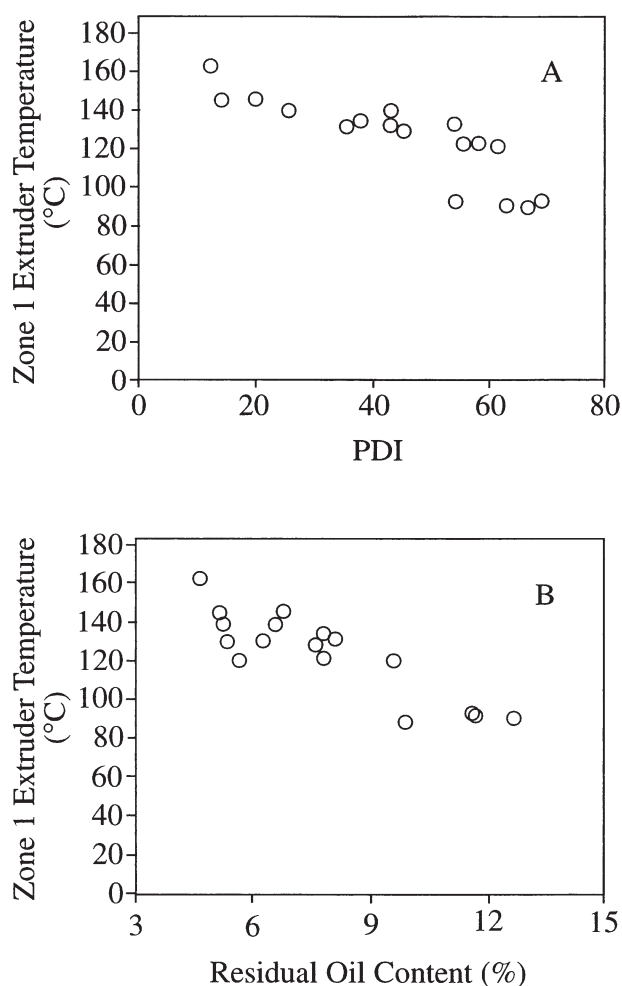 180
160
140
120
100
80
60
40
20
0
Zone 1 Extruder Temperature
(°C)
A
0 20 40 60 80
PDI
180
160
140
120
100
80
60
40
20
0
Zone 1 Extruder Temperature
(°C)
B
3 6 9 12 15
Residual Oil Content (%)